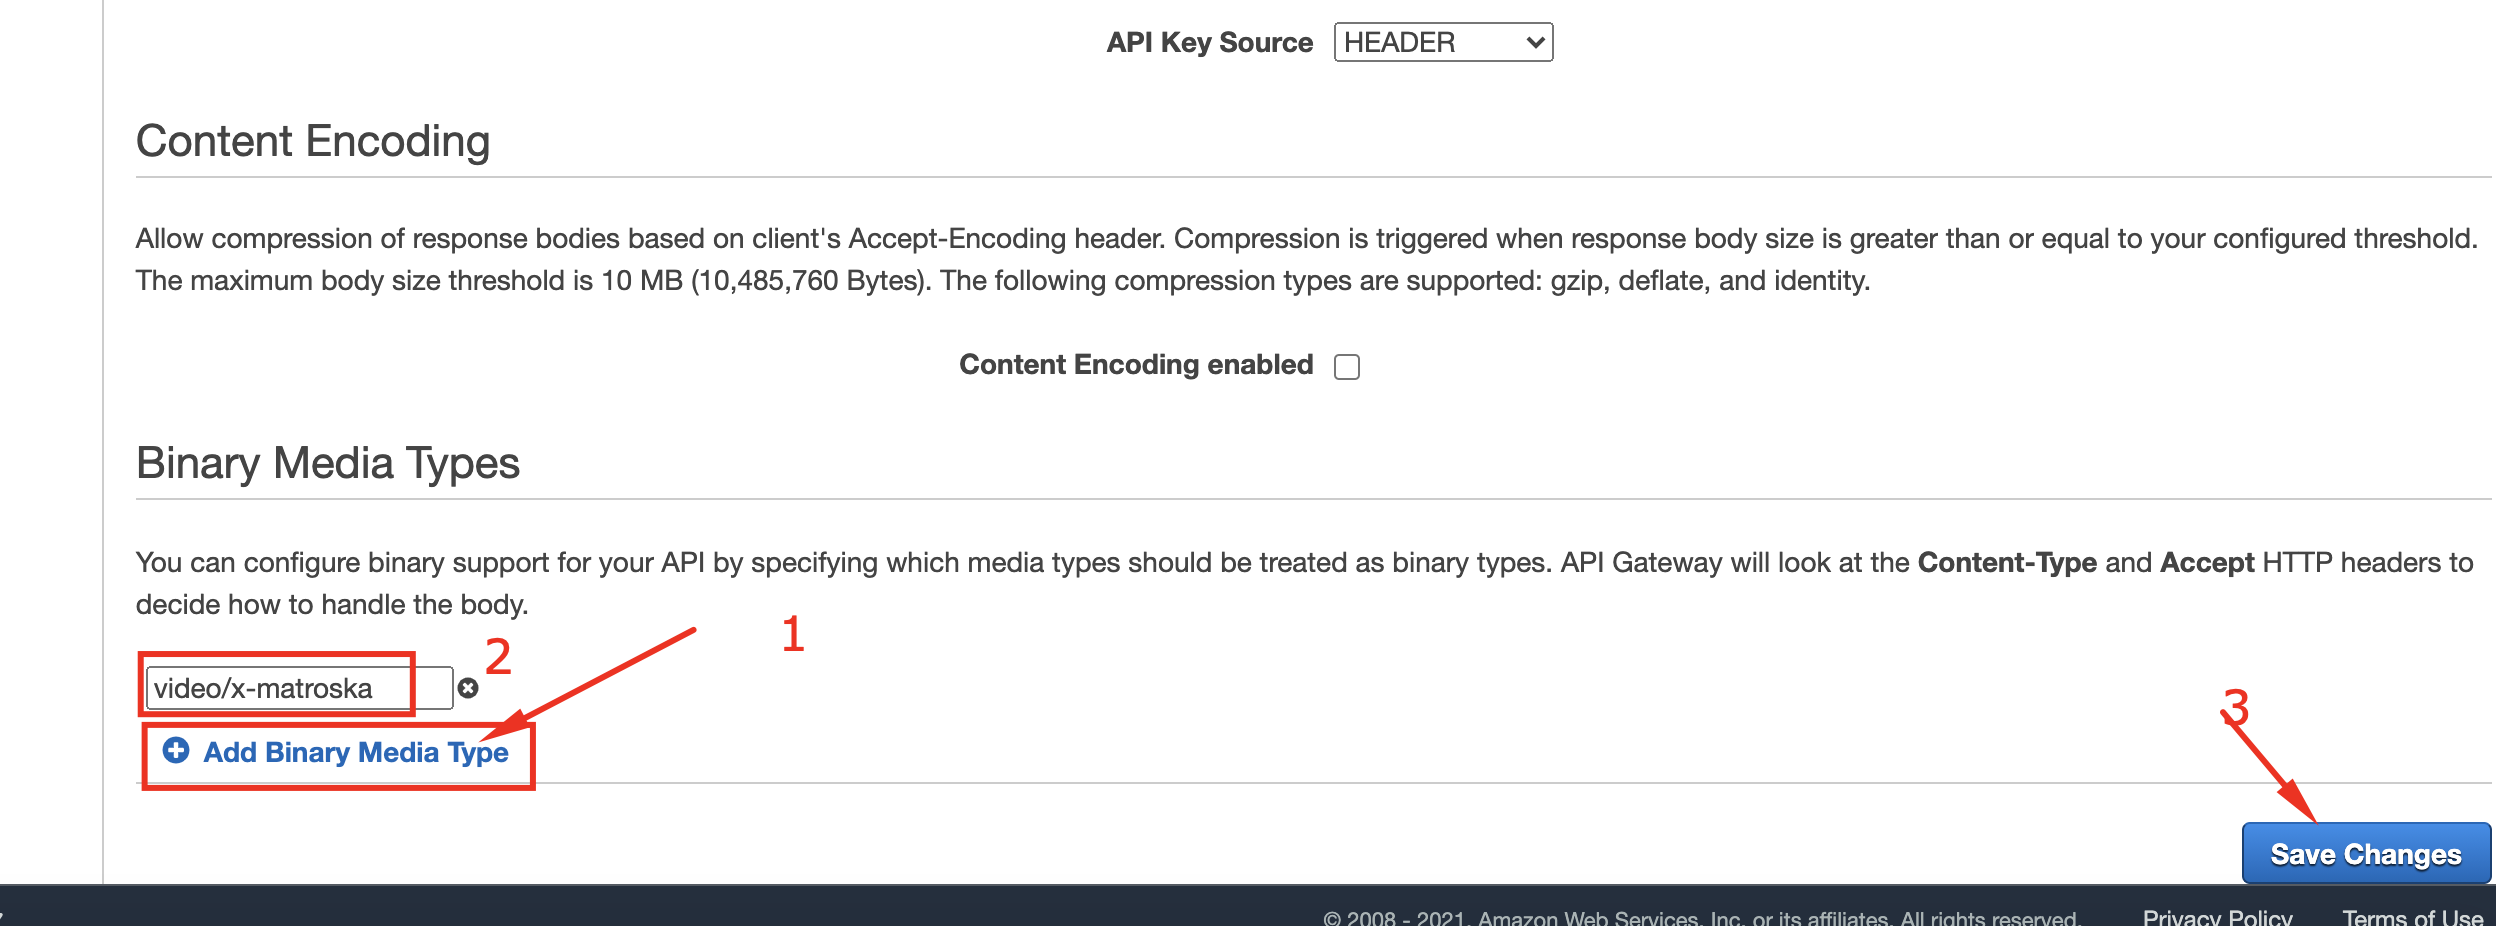 API Key Source HEADER
Content Encoding
Allow compression of response bodies based on client's Accept-Encoding header. Compression is triggered when response body size is greater than or equal to your configured threshold.
The maximum body size threshold is 10 MB (10,485,760 Bytes). The following compression types are supported: gzip, deflate, and identity.
Content Encoding enabled
Binary Media Types
You can configure binary support for your API by specifying which media types should be treated as binary types. API Gateway will look at the Content-Type and Accept HTTP headers to
decide how to handle the body.
1
2
video/x-matroska
Add Binary Media Type
3
Save Changes
© 2008 - 2021, Amazon Web Services, Inc. or its affiliates. All rights reserved. Privacy Policy Terms of Use